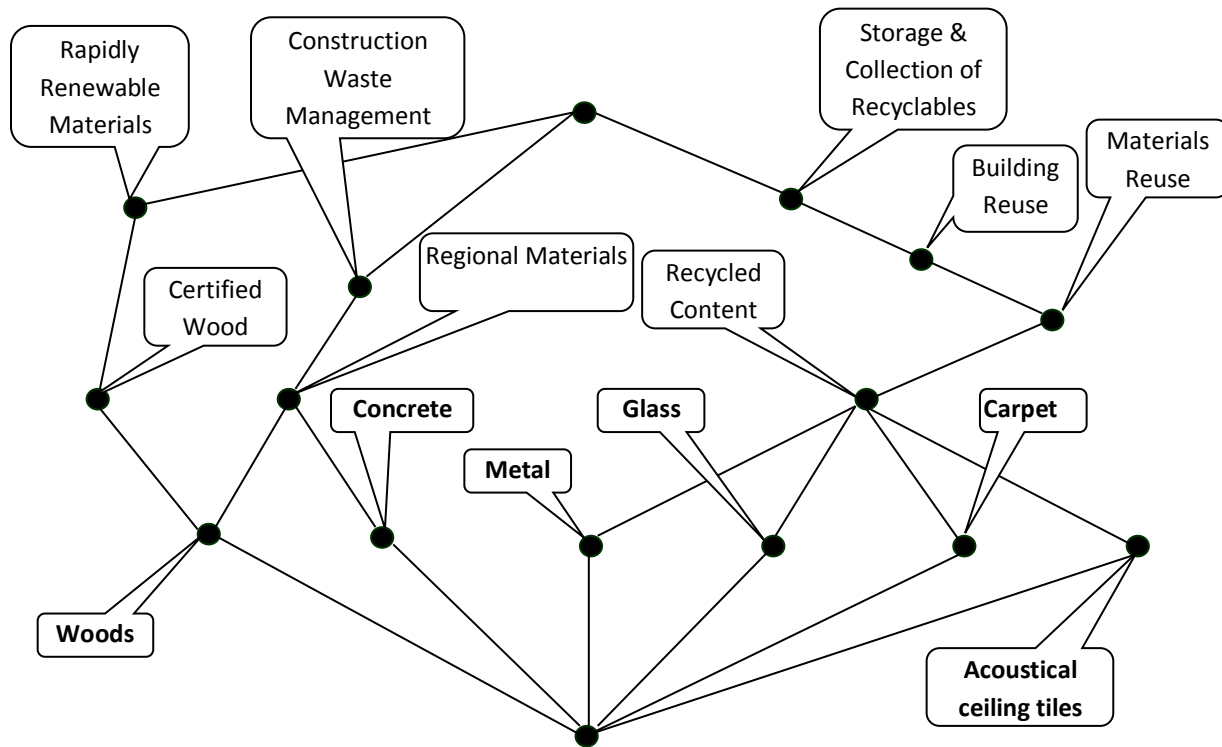 Rapidly
Renewable
Materials
Construction
Waste
Management
Storage &
Collection of
Recyclables
Building
Reuse
Materials
Reuse
Certified
Wood
Regional Materials
Recycled
Content
Concrete
Glass
Carpet
Metal
Woods
Acoustical
ceiling tiles